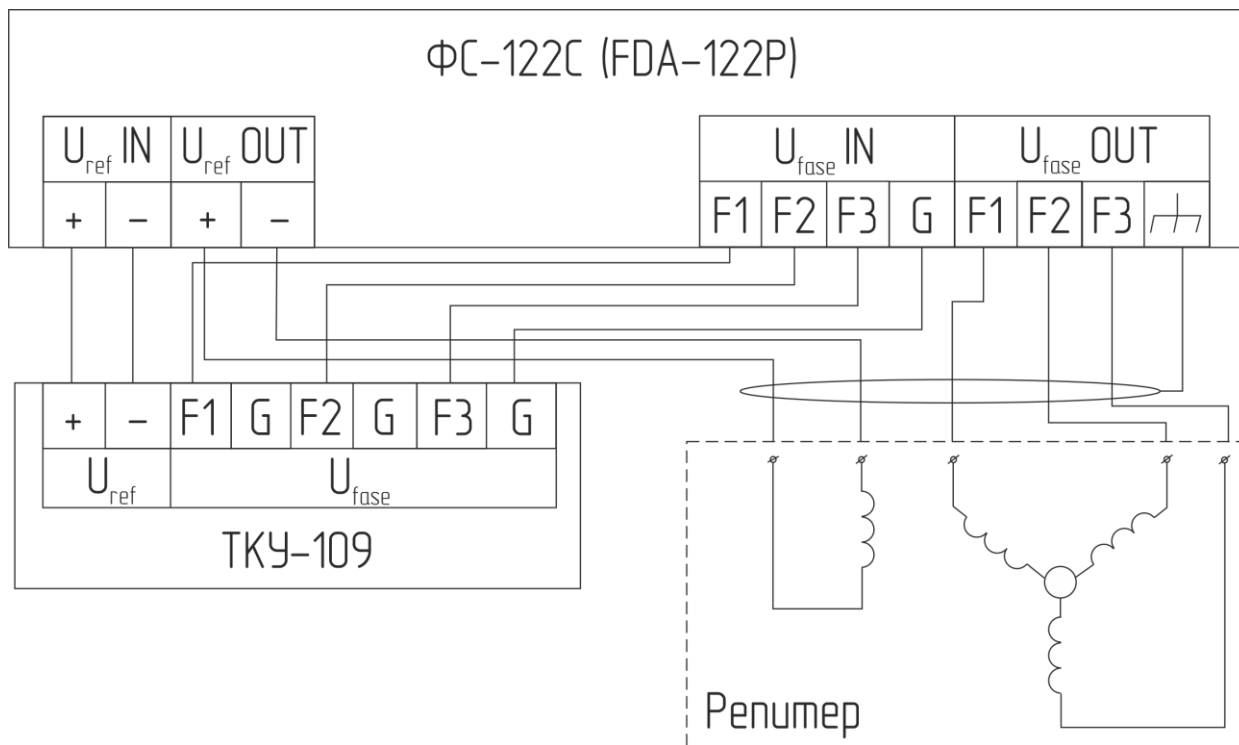 ФС-122С (FDA-122P)
Uref IN Uref OUT
+ − + −
Ufase IN Ufase OUT
F1 F2 F3 G F1 F2 F3
+ − F1 G F2 G F3 G
Uref Ufase
ТКУ-109
Репитер